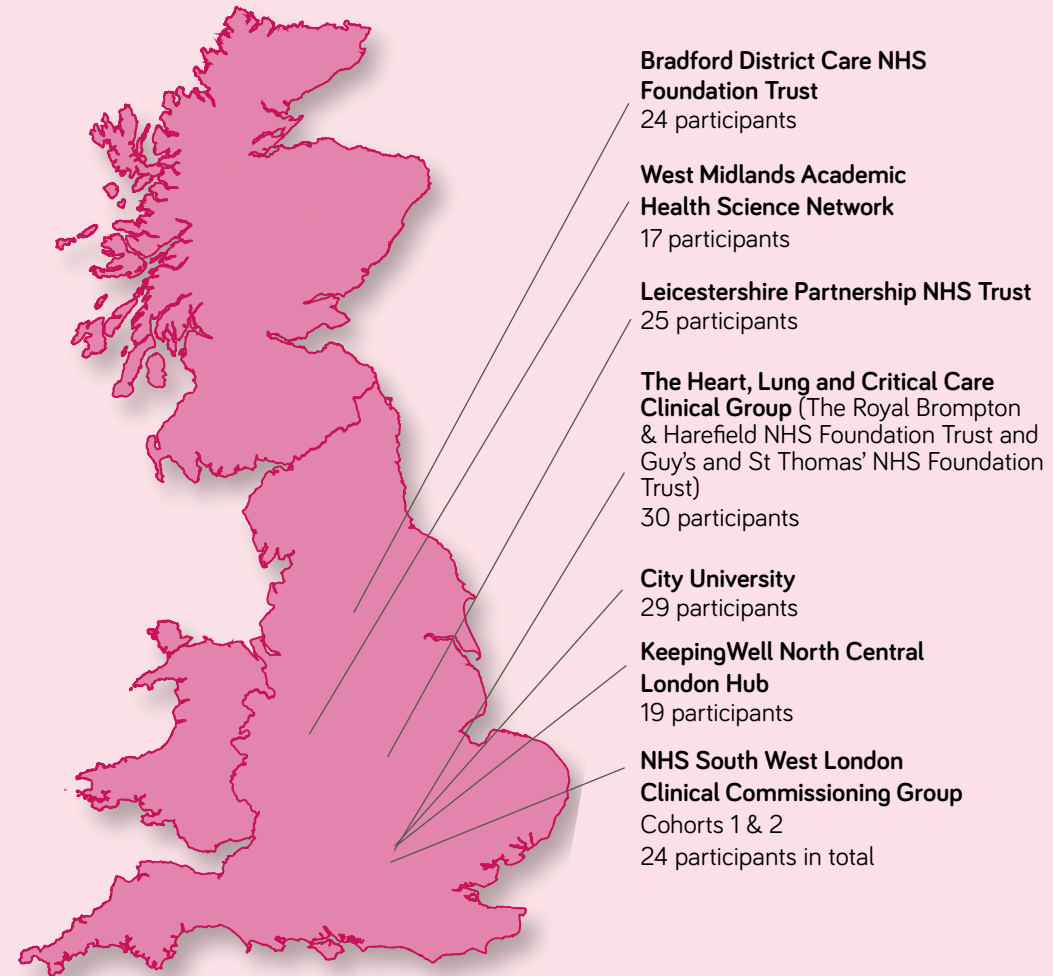 Bradford District Care NHS
Foundation Trust
24 participants
West Midlands Academic
Health Science Network
17 participants
Leicestershire Partnership NHS Trust
25 participants
The Heart, Lung and Critical Care
Clinical Group (The Royal Brompton
& Harefield NHS Foundation Trust and
Guy’s and St Thomas’ NHS Foundation
Trust)
30 participants
City University
29 participants
KeepingWell North Central
London Hub
19 participants
NHS South West London
Clinical Commissioning Group
Cohorts 1 & 2
24 participants in total